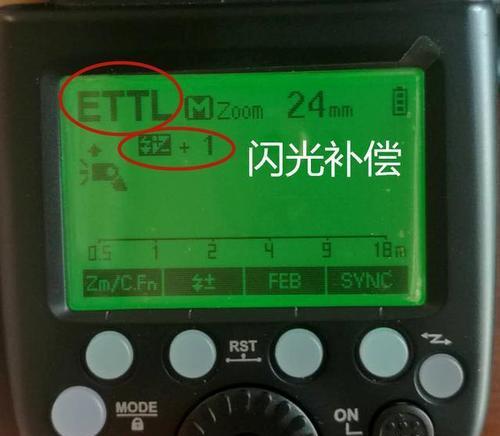 ETTL M Zoom 24mm
+ 1
闪光补偿
0.5 1 2 4 9 18m
Zm/C.Fn ± FEB SYNC
RST
MODE
ON